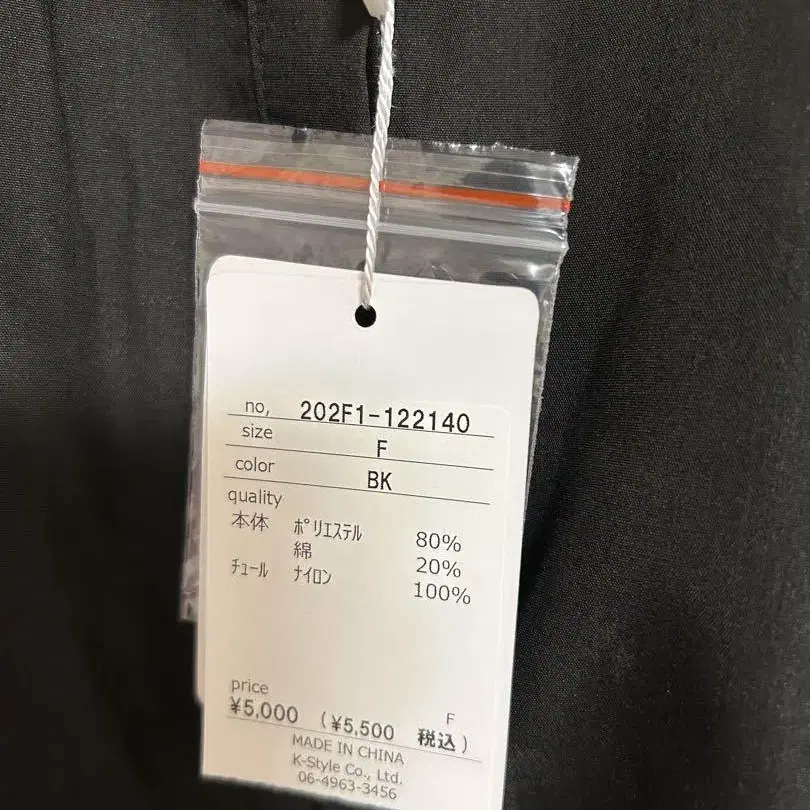 no, 202F1-122140
size F
color BK
quality
本体 ﾎﾟﾘｴｽﾃﾙ 80%
綿 20%
ﾁｭｰﾙ ﾅｲﾛﾝ 100%
price F
¥5,000 (¥5,500 税込)
MADE IN CHINA
K-Style Co., Ltd.
06-4963-3456